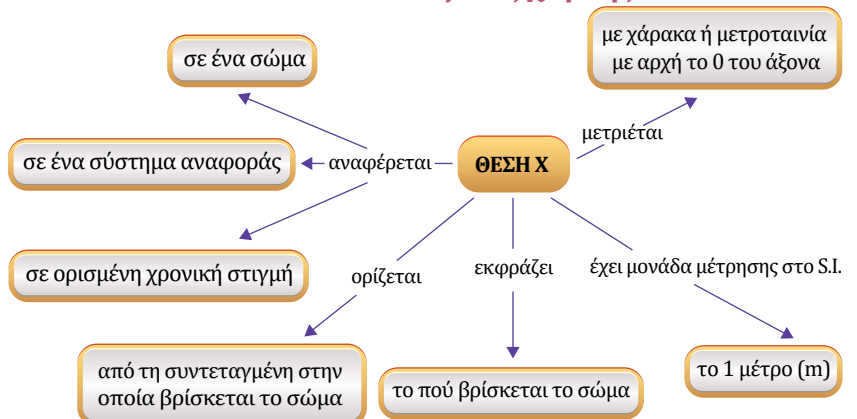 με χάρακα ή μετροταινία
με αρχή το 0 του άξονα
σε ένα σώμα
μετριέται
σε ένα σύστημα αναφοράς
αναφέρεται
ΘΕΣΗ Χ
σε ορισμένη χρονική στιγμή
ορίζεται
εκφράζει
έχει μονάδα μέτρησης στο S.I.
από τη συντεταγμένη στην
οποία βρίσκεται το σώμα
το πού βρίσκεται το σώμα
το 1 μέτρο (m)